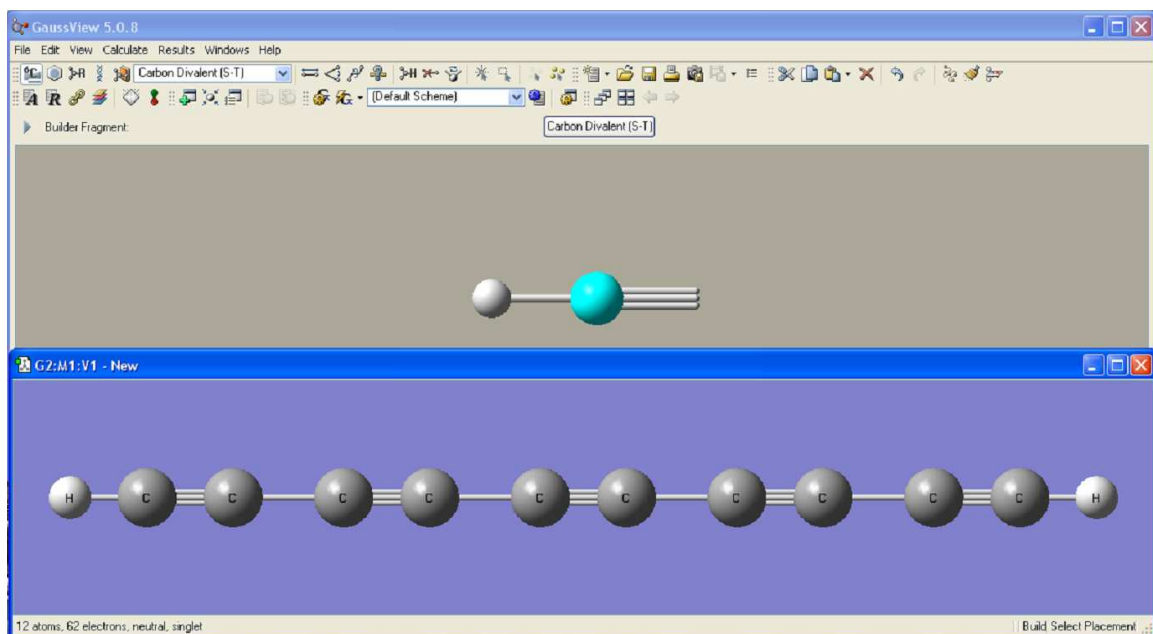 GaussView 5.0.8
File Edit View Calculate Results Windows Help
Carbon Divalent (S-T)
(Default Scheme)
Builder Fragment: Carbon Divalent (S-T)
G2:M1:V1 - New
H C C C C C C C C C C H
12 atoms, 62 electrons, neutral, singlet Build Select Placement